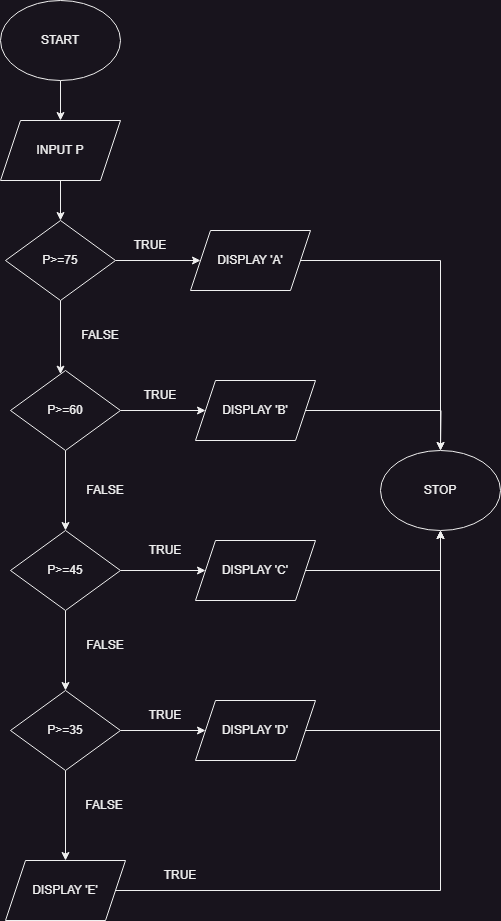 START
INPUT P
P>=75
TRUE
DISPLAY 'A'
FALSE
P>=60
TRUE
DISPLAY 'B'
STOP
FALSE
P>=45
TRUE
DISPLAY 'C'
FALSE
P>=35
TRUE
DISPLAY 'D'
FALSE
DISPLAY 'E'
TRUE